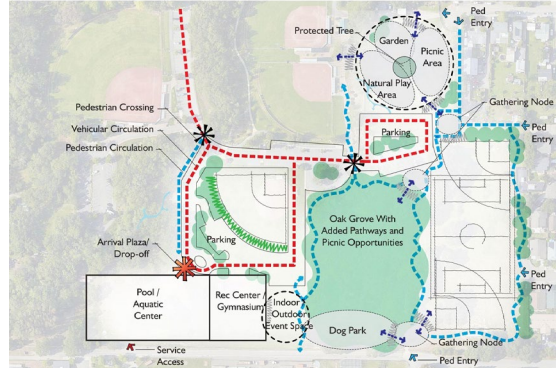 Ped
Entry
Protected Tree
Garden
Picnic
Area
Natural Play
Area
Gathering Node
Pedestrian Crossing
Vehicular Circulation
Pedestrian Circulation
Parking
Ped
Entry
Oak Grove With
Added Pathways and
Picnic Opportunities
Arrival Plaza/
Drop-off
Parking
Ped
Entry
Pool /
Aquatic
Center
Rec Center /
Gymnasium
Indoor
Outdoor
Event Space
Dog Park
Gathering Node
Service
Access
Ped Entry